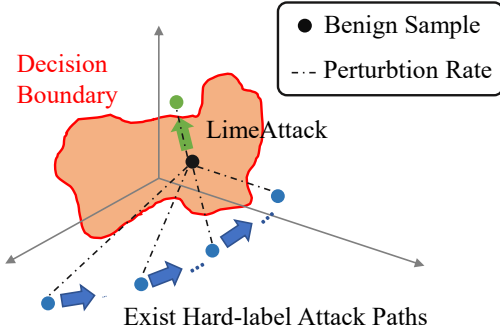 Benign Sample
Perturbtion Rate
Decision
Boundary
LimeAttack
Exist Hard-label Attack Paths